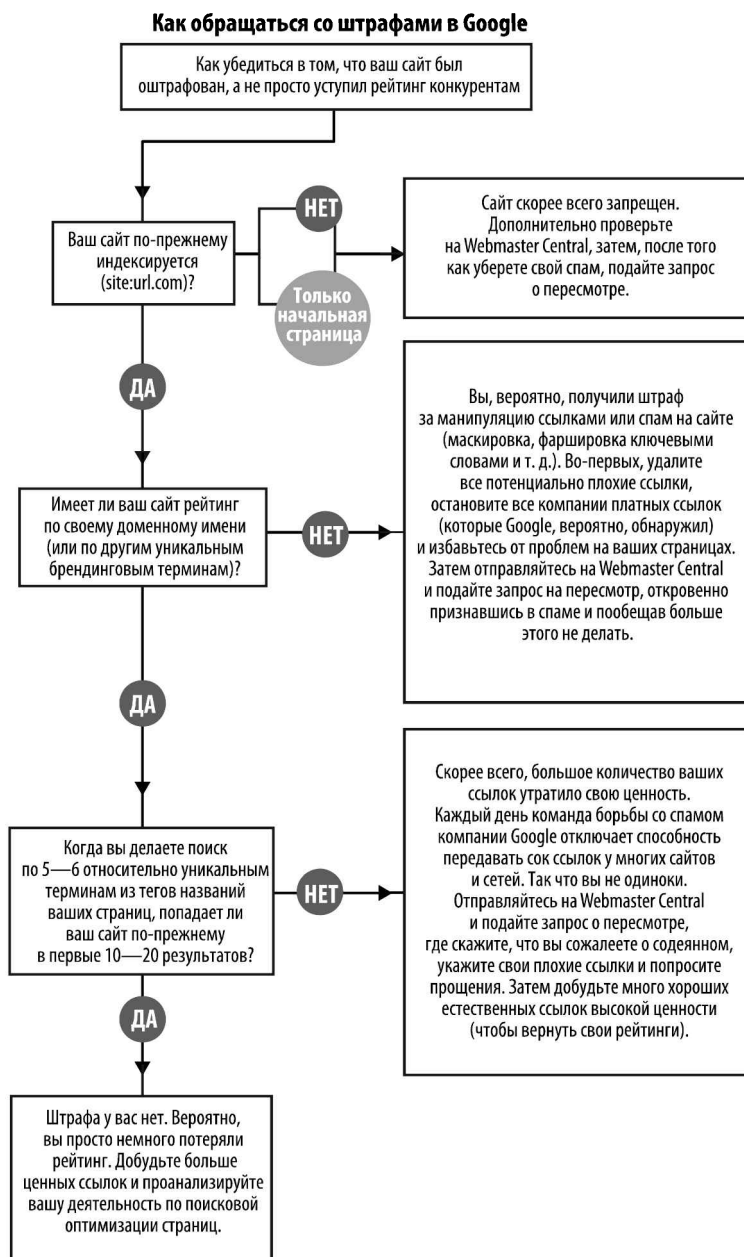 Как обращаться со штрафами в Google
Как убедиться в том, что ваш сайт был
оштрафован, а не просто уступил рейтинг конкурентам
Ваш сайт по-прежнему
индексируется
(site:url.com)?
НЕТ
Только
начальная
страница
Сайт скорее всего запрещен.
Дополнительно проверьте
на Webmaster Central, затем, после того
как уберете свой спам, подайте запрос
о пересмотре.
ДА
Имеет ли ваш сайт рейтинг
по своему доменному имени
(или по другим уникальным
брендинговым терминам)?
НЕТ
Вы, вероятно, получили штраф
за манипуляцию ссылками или спам на сайте
(маскировка, фаршировка ключевыми
словами и т. д.). Во-первых, удалите
все потенциально плохие ссылки,
остановите все компании платных ссылок
(которые Google, вероятно, обнаружил)
и избавьтесь от проблем на ваших страницах.
Затем отправляйтесь на Webmaster Central
и подайте запрос на пересмотр, откровенно
признавшись в спаме и пообещав больше
этого не делать.
ДА
Когда вы делаете поиск
по 5—6 относительно уникальным
терминам из тегов названий
ваших страниц, попадает ли
ваш сайт по-прежнему
в первые 10—20 результатов?
НЕТ
Скорее всего, большое количество ваших
ссылок утратило свою ценность.
Каждый день команда борьбы со спамом
компании Google отключает способность
передавать сок ссылок у многих сайтов
и сетей. Так что вы не одиноки.
Отправляйтесь на Webmaster Central
и подайте запрос о пересмотре,
где скажите, что вы сожалеете о содеянном,
укажите свои плохие ссылки и попросите
прощения. Затем добудьте много хороших
естественных ссылок высокой ценности
(чтобы вернуть свои рейтинги).
ДА
Штрафа у вас нет. Вероятно,
вы просто немного потеряли
рейтинг. Добудьте больше
ценных ссылок и проанализируйте
вашу деятельность по поисковой
оптимизации страниц.